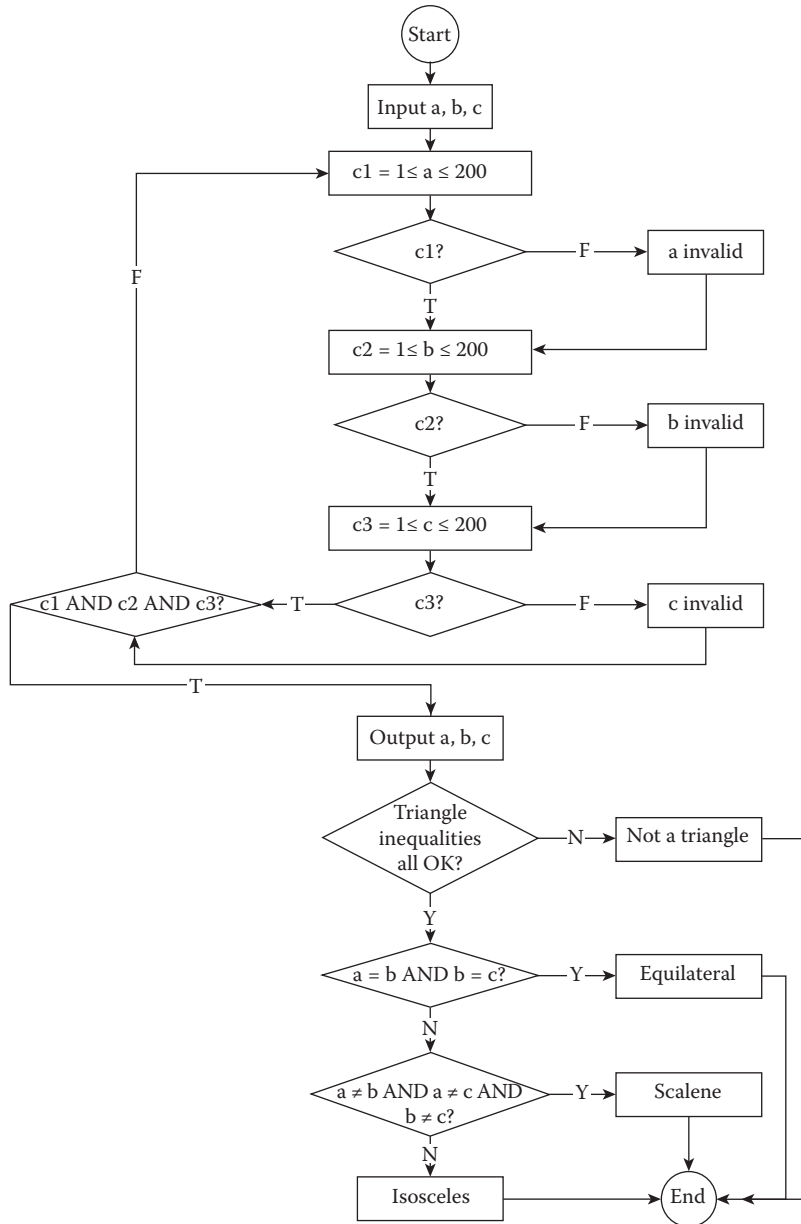 Start
Input a, b, c
c1 = 1≤ a ≤ 200
F
c1?
F
a invalid
T
c2 = 1≤ b ≤ 200
c2?
F
b invalid
T
c3 = 1≤ c ≤ 200
c1 AND c2 AND c3?
T
c3?
F
c invalid
T
Output a, b, c
Triangle
inequalities
all OK?
N
Not a triangle
Y
a = b AND b = c?
Y
Equilateral
N
a ≠ b AND a ≠ c AND
b ≠ c?
Y
Scalene
N
Isosceles
End